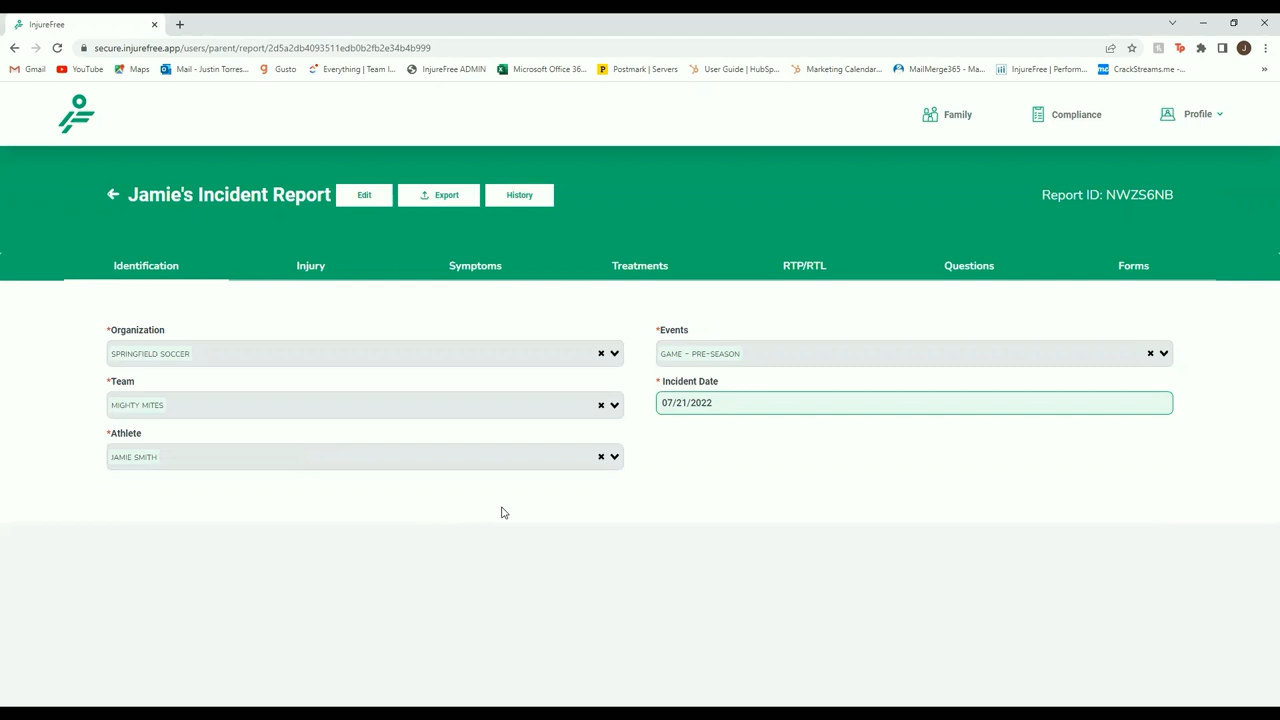 InjureFree
secure.injurefree.app/users/parent/report/2d5a2db4093511edb0b2fb2e34b4b999
Gmail YouTube Maps Mail - Justin Torres... Gusto Everything | Team I... InjureFree ADMIN Microsoft Office 36... Postmark | Servers User Guide | HubSp... Marketing Calendar... MailMerge365 - Ma... InjureFree | Perform... CrackStreams.me -...
Family Compliance Profile
Jamie's Incident Report Edit Export History Report ID: NWZS6NB
Identification Injury Symptoms Treatments RTP/RTL Questions Forms
*Organization
SPRINGFIELD SOCCER
*Team
MIGHTY MITES
*Athlete
JAMIE SMITH
*Events
GAME - PRE-SEASON
* Incident Date
07/21/2022